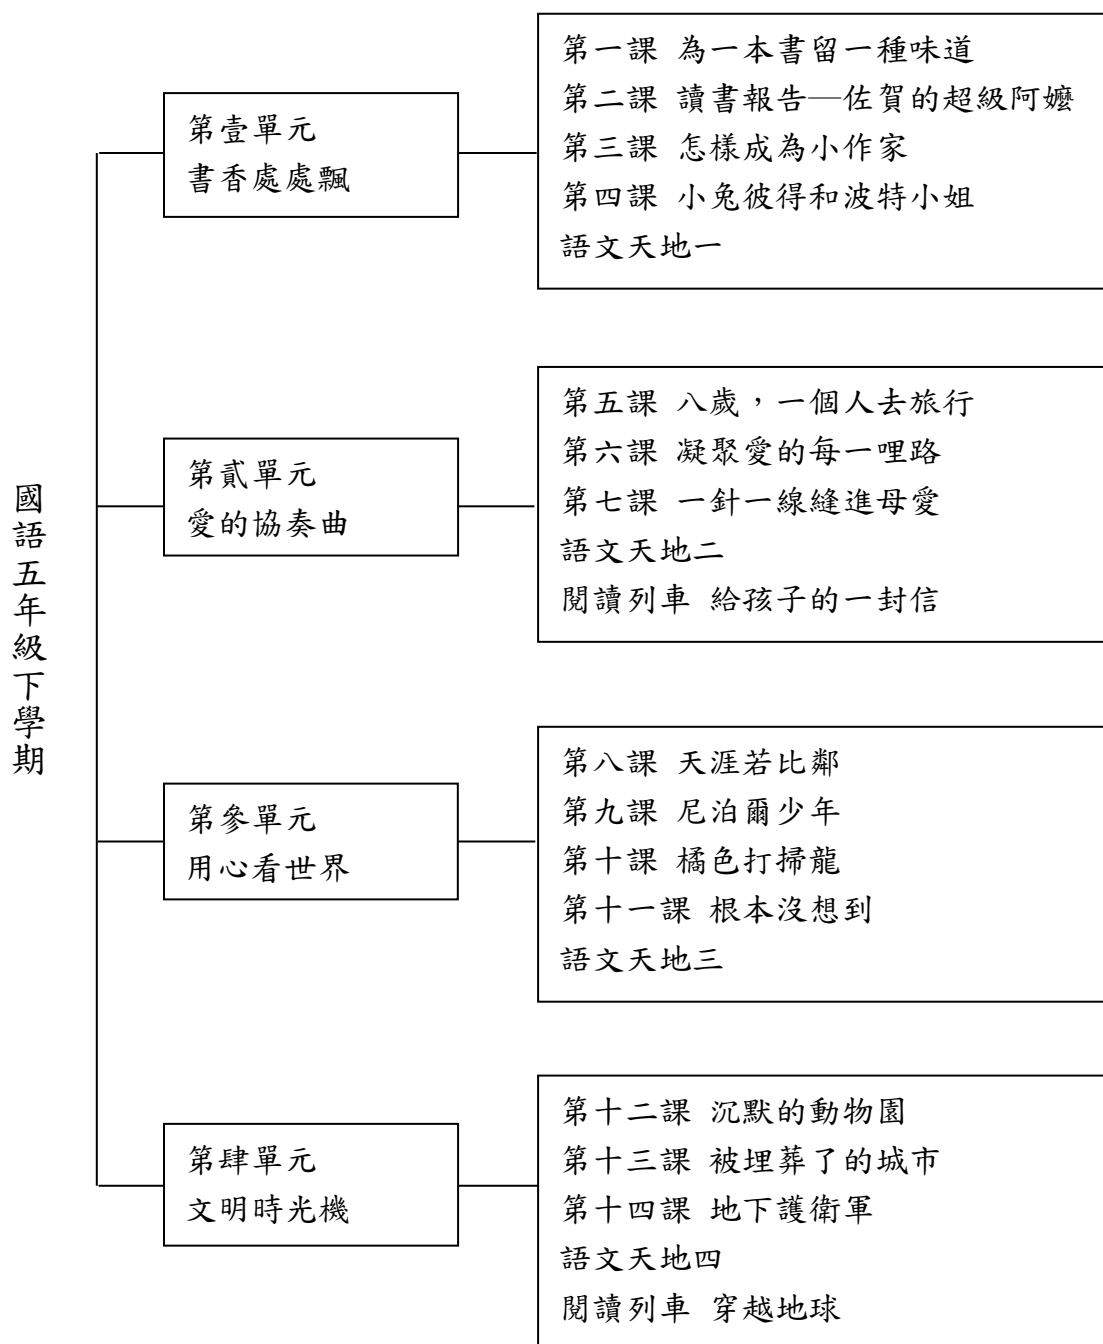 國語五年級下學期
第壹單元
書香處處飄
第一課 為一本書留一種味道
第二課 讀書報告—佐賀的超級阿嬤
第三課 怎樣成為小作家
第四課 小兔彼得和波特小姐
語文天地一
第貳單元
愛的協奏曲
第五課 八歲，一個人去旅行
第六課 凝聚愛的每一哩路
第七課 一針一線縫進母愛
語文天地二
閱讀列車 給孩子的一封信
第參單元
用心看世界
第八課 天涯若比鄰
第九課 尼泊爾少年
第十課 橘色打掃龍
第十一課 根本沒想到
語文天地三
第肆單元
文明時光機
第十二課 沉默的動物園
第十三課 被埋葬了的城市
第十四課 地下護衛軍
語文天地四
閱讀列車 穿越地球